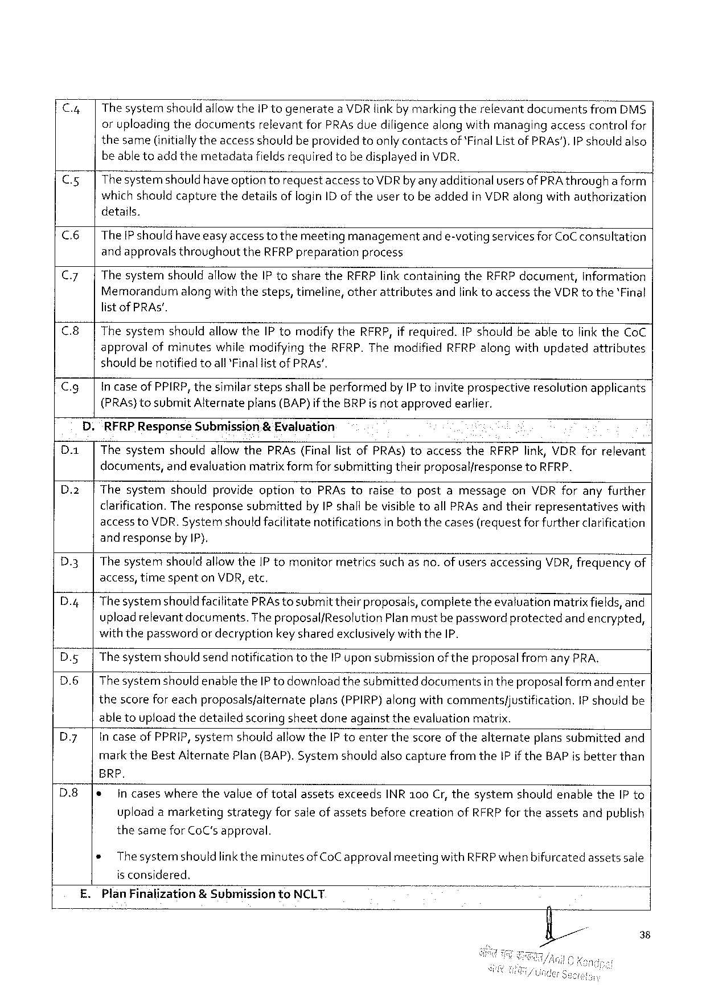 C.4 The system should allow the IP to generate a VDR link by marking the relevant documents from DMS
or uploading the documents relevant for PRAs due diligence along with managing access control for
the same (initially the access should be provided to only contacts of 'Final List of PRAs'). IP should also
be able to add the metadata fields required to be displayed in VDR.
C.5 The system should have option to request access to VDR by any additional users of PRA through a form
which should capture the details of login ID of the user to be added in VDR along with authorization
details.
C.6 The IP should have easy access to the meeting management and e-voting services for CoC consultation
and approvals throughout the RFRP preparation process
C.7 The system should allow the IP to share the RFRP link containing the RFRP document, Information
Memorandum along with the steps, timeline, other attributes and link to access the VDR to the 'Final
list of PRAs'.
C.8 The system should allow the IP to modify the RFRP, if required. IP should be able to link the CoC
approval of minutes while modifying the RFRP. The modified RFRP along with updated attributes
should be notified to all 'Final list of PRAs'.
C.9 In case of PPIRP, the similar steps shall be performed by IP to invite prospective resolution applicants
(PRAs) to submit Alternate plans (BAP) if the BRP is not approved earlier.
D. RFRP Response Submission & Evaluation
D.1 The system should allow the PRAs (Final list of PRAs) to access the RFRP link, VDR for relevant
documents, and evaluation matrix form for submitting their proposal/response to RFRP.
D.2 The system should provide option to PRAs to raise to post a message on VDR for any further
clarification. The response submitted by IP shall be visible to all PRAs and their representatives with
access to VDR. System should facilitate notifications in both the cases (request for further clarification
and response by IP).
D.3 The system should allow the IP to monitor metrics such as no. of users accessing VDR, frequency of
access, time spent on VDR, etc.
D.4 The system should facilitate PRAs to submit their proposals, complete the evaluation matrix fields, and
upload relevant documents. The proposal/Resolution Plan must be password protected and encrypted,
with the password or decryption key shared exclusively with the IP.
D.5 The system should send notification to the IP upon submission of the proposal from any PRA.
D.6 The system should enable the IP to download the submitted documents in the proposal form and enter
the score for each proposals/alternate plans (PPIRP) along with comments/justification. IP should be
able to upload the detailed scoring sheet done against the evaluation matrix.
D.7 In case of PPRIP, system should allow the IP to enter the score of the alternate plans submitted and
mark the Best Alternate Plan (BAP). System should also capture from the IP if the BAP is better than
BRP.
D.8 • In cases where the value of total assets exceeds INR 100 Cr, the system should enable the IP to
upload a marketing strategy for sale of assets before creation of RFRP for the assets and publish
the same for CoC's approval.
• The system should link the minutes of CoC approval meeting with RFRP when bifurcated assets sale
is considered.
E. Plan Finalization & Submission to NCLT
38
/Anil C Kandpal
/Under Secretary